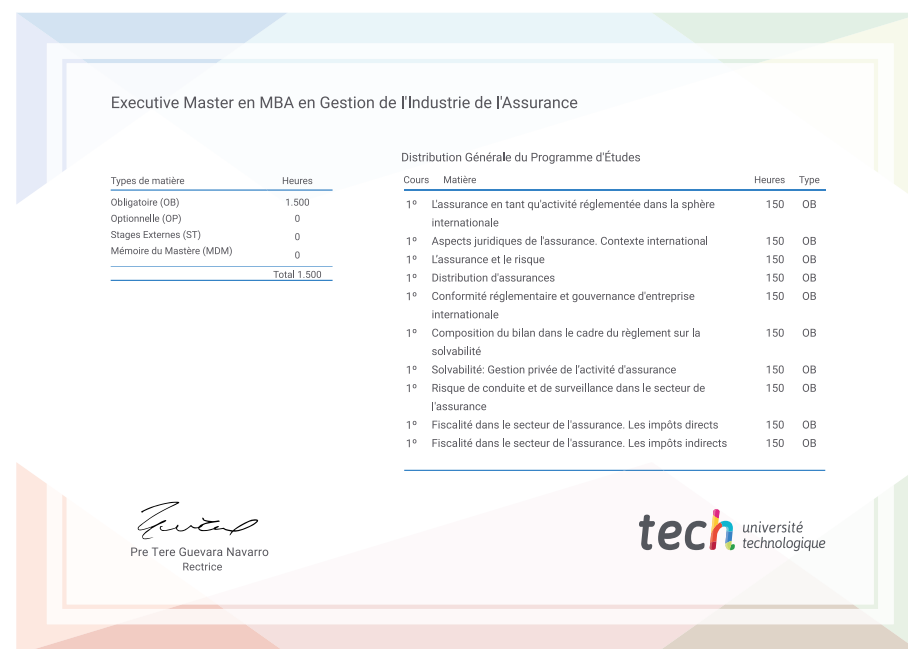 Executive Master en MBA en Gestion de l'Industrie de l'Assurance
Types de matière Heures
Obligatoire (OB) 1.500
Optionnelle (OP) 0
Stages Externes (ST) 0
Mémoire du Mastère (MDM) 0
Total 1.500
Distribution Générale du Programme d'Études
Cours Matière Heures Type
1º L'assurance en tant qu'activité réglementée dans la sphère 150 OB
internationale
1º Aspects juridiques de l'assurance. Contexte international 150 OB
1º L'assurance et le risque 150 OB
1º Distribution d'assurances 150 OB
1º Conformité réglementaire et gouvernance d'entreprise 150 OB
internationale
1º Composition du bilan dans le cadre du règlement sur la 150 OB
solvabilité
1º Solvabilité: Gestion privée de l'activité d'assurance 150 OB
1º Risque de conduite et de surveillance dans le secteur de 150 OB
l'assurance
1º Fiscalité dans le secteur de l'assurance. Les impôts directs 150 OB
1º Fiscalité dans le secteur de l'assurance. Les impôts indirects 150 OB
Pre Tere Guevara Navarro
Rectrice
tech université
technologique